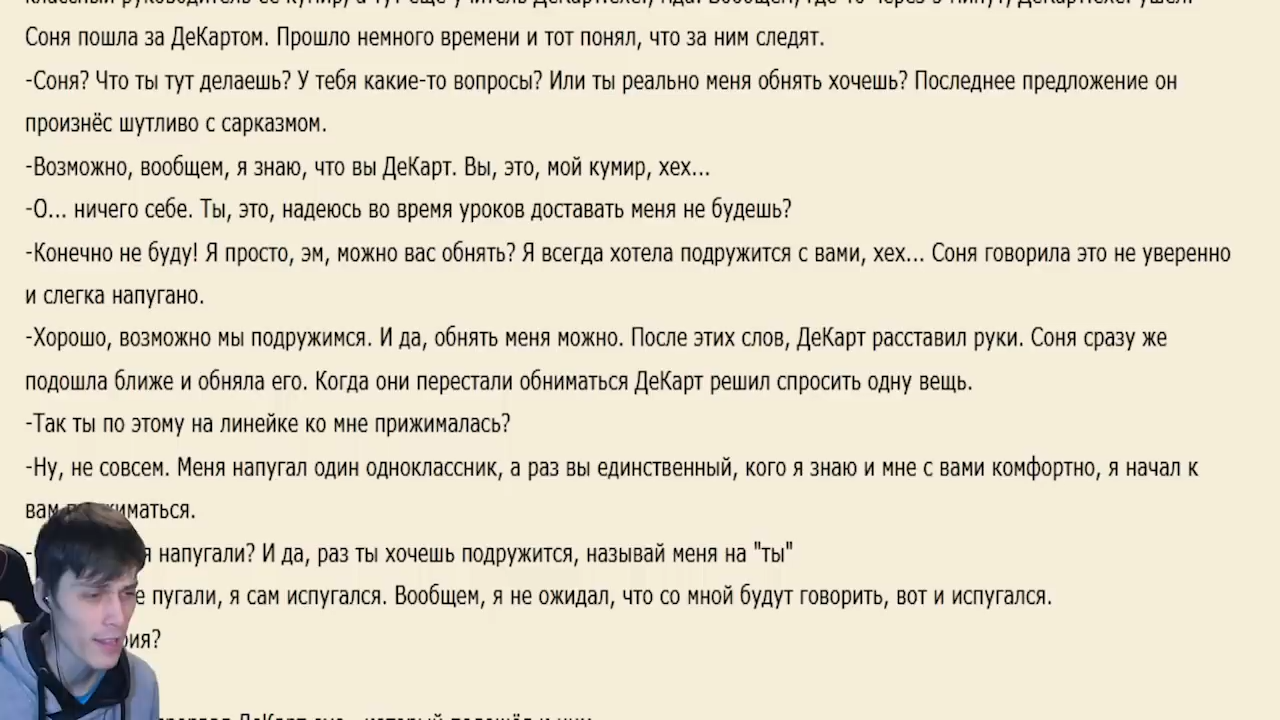 Соня пошла за ДеКартом. Прошло немного времени и тот понял, что за ним следят.
-Соня? Что ты тут делаешь? У тебя какие-то вопросы? Или ты реально меня обнять хочешь? Последнее предложение он
произнёс шутливо с сарказмом.
-Возможно, вообщем, я знаю, что вы ДеКарт. Вы, это, мой кумир, хех...
-О... ничего себе. Ты, это, надеюсь во время уроков доставать меня не будешь?
-Конечно не буду! Я просто, эм, можно вас обнять? Я всегда хотела подружится с вами, хех... Соня говорила это не уверенно
и слегка напугано.
-Хорошо, возможно мы подружимся. И да, обнять меня можно. После этих слов, ДеКарт расставил руки. Соня сразу же
подошла ближе и обняла его. Когда они перестали обниматься ДеКарт решил спросить одну вещь.
-Так ты по этому на линейке ко мне прижималась?
-Ну, не совсем. Меня напугал один одноклассник, а раз вы единственный, кого я знаю и мне с вами комфортно, я начал к
вам
напугали? И да, раз ты хочешь подружится, называй меня на "ты"
пугали, я сам испугался. Вообщем, я не ожидал, что со мной будут говорить, вот и испугался.